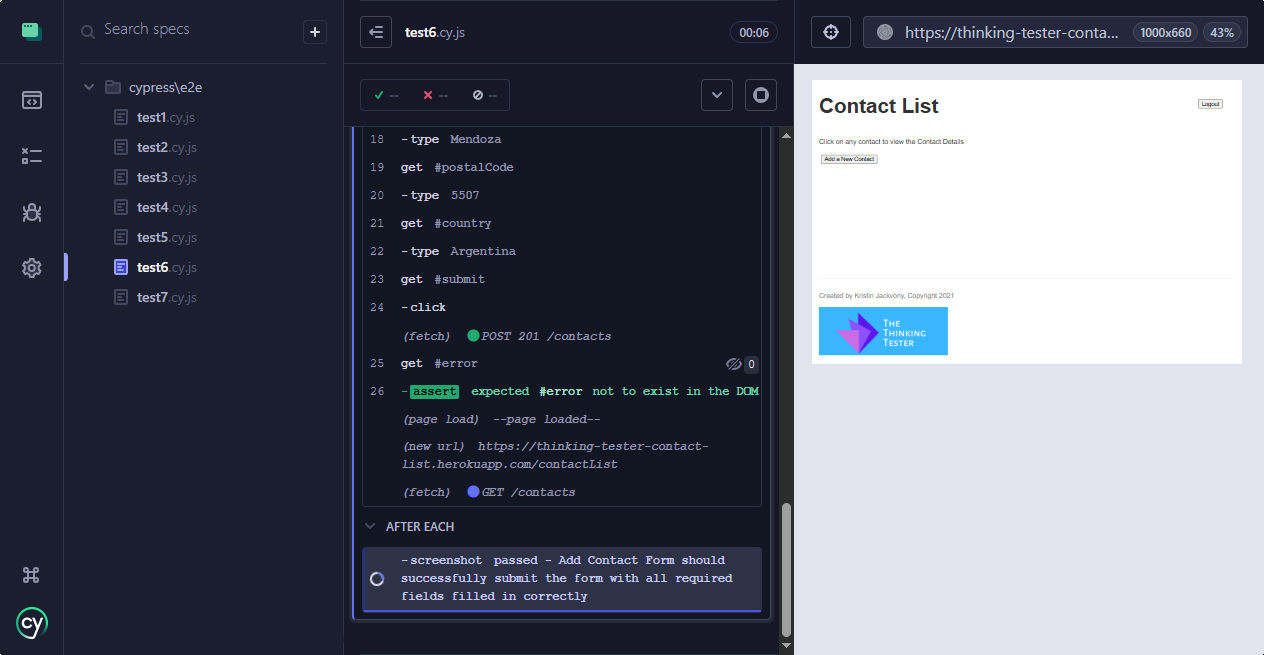 Search specs
+
cypress\e2e
test1.cy.js
test2.cy.js
test3.cy.js
test4.cy.js
test5.cy.js
test6.cy.js
test7.cy.js
cy
test6.cy.js
00:06
--
--
--
18 -type Mendoza
19 get #postalCode
20 -type 5507
21 get #country
22 -type Argentina
23 get #submit
24 -click
(fetch) POST 201 /contacts
25 get #error 0
26 -assert expected #error not to exist in the DOM
(page load) --page loaded--
(new url) https://thinking-tester-contact-
list.herokuapp.com/contactList
(fetch) GET /contacts
AFTER EACH
-screenshot passed - Add Contact Form should
successfully submit the form with all required
fields filled in correctly
https://thinking-tester-conta... 1000x660 43%
Contact List
Logout
Click on any contact to view the Contact Details
Add a New Contact
Created by Kristin Jackvony, Copyright 2021
THE
THINKING
TESTER